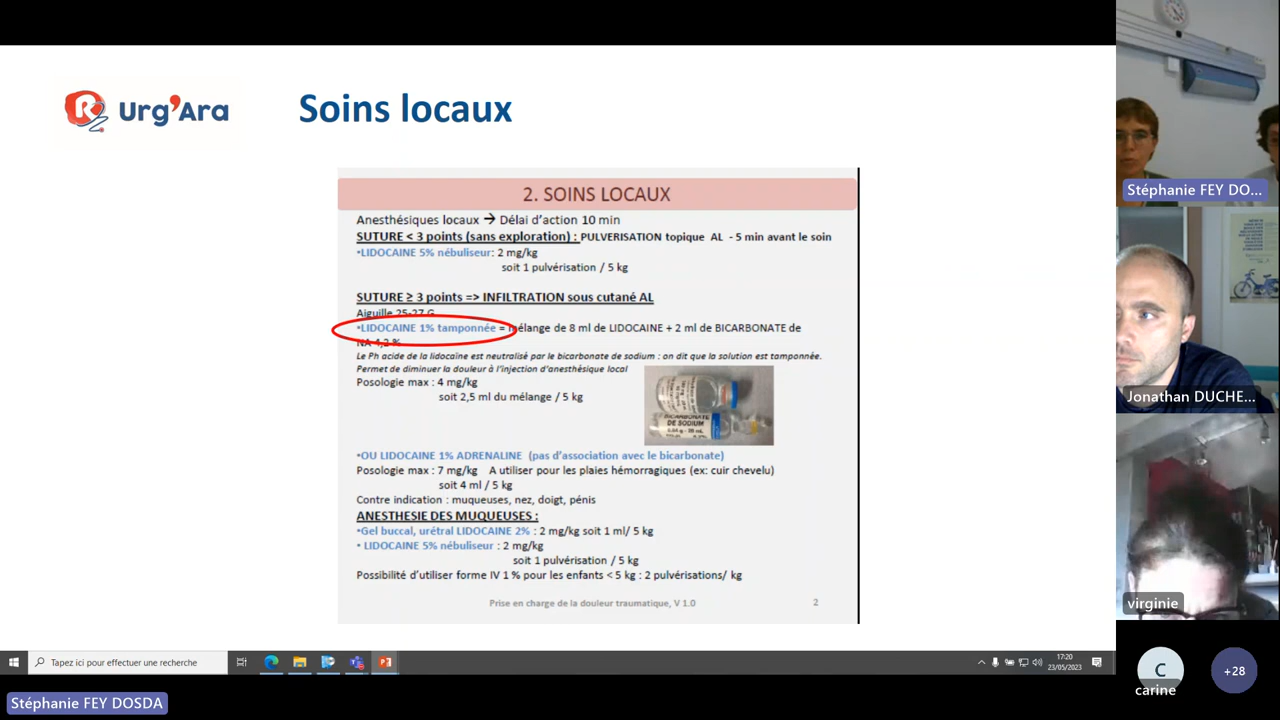 Urg'Ara
Soins locaux
2. SOINS LOCAUX
Anesthésiques locaux → Délai d'action 10 min
SUTURE < 3 points (sans exploration) : PULVERISATION topique AL - 5 min avant le soin
•LIDOCAINE 5% nébuliseur: 2 mg/kg
soit 1 pulvérisation / 5 kg
SUTURE ≥ 3 points => INFILTRATION sous cutané AL
Aiguille 25-27 G
•LIDOCAINE 1% tamponnée = mélange de 8 ml de LIDOCAINE + 2 ml de BICARBONATE de
NA 4,2 %
Le Ph acide de la lidocaïne est neutralisé par le bicarbonate de sodium : on dit que la solution est tamponnée.
Permet de diminuer la douleur à l'injection d'anesthésique local
Posologie max : 4 mg/kg
soit 2,5 ml du mélange / 5 kg
BICARBONATE
DE SODIUM
•OU LIDOCAINE 1% ADRENALINE (pas d'association avec le bicarbonate)
Posologie max : 7 mg/kg A utiliser pour les plaies hémorragiques (ex: cuir chevelu)
soit 4 ml / 5 kg
Contre indication : muqueuses, nez, doigt, pénis
ANESTHESIE DES MUQUEUSES :
•Gel buccal, urétral LIDOCAINE 2% : 2 mg/kg soit 1 ml/ 5 kg
• LIDOCAINE 5% nébuliseur : 2 mg/kg
soit 1 pulvérisation / 5 kg
Possibilité d'utiliser forme IV 1 % pour les enfants < 5 kg : 2 pulvérisations/ kg
Prise en charge de la douleur traumatique, V 1.0
2
Stéphanie FEY DO...
Jonathan DUCHE...
virginie
C
carine
+28
Tapez ici pour effectuer une recherche
17:20
23/05/2023
Stéphanie FEY DOSDA